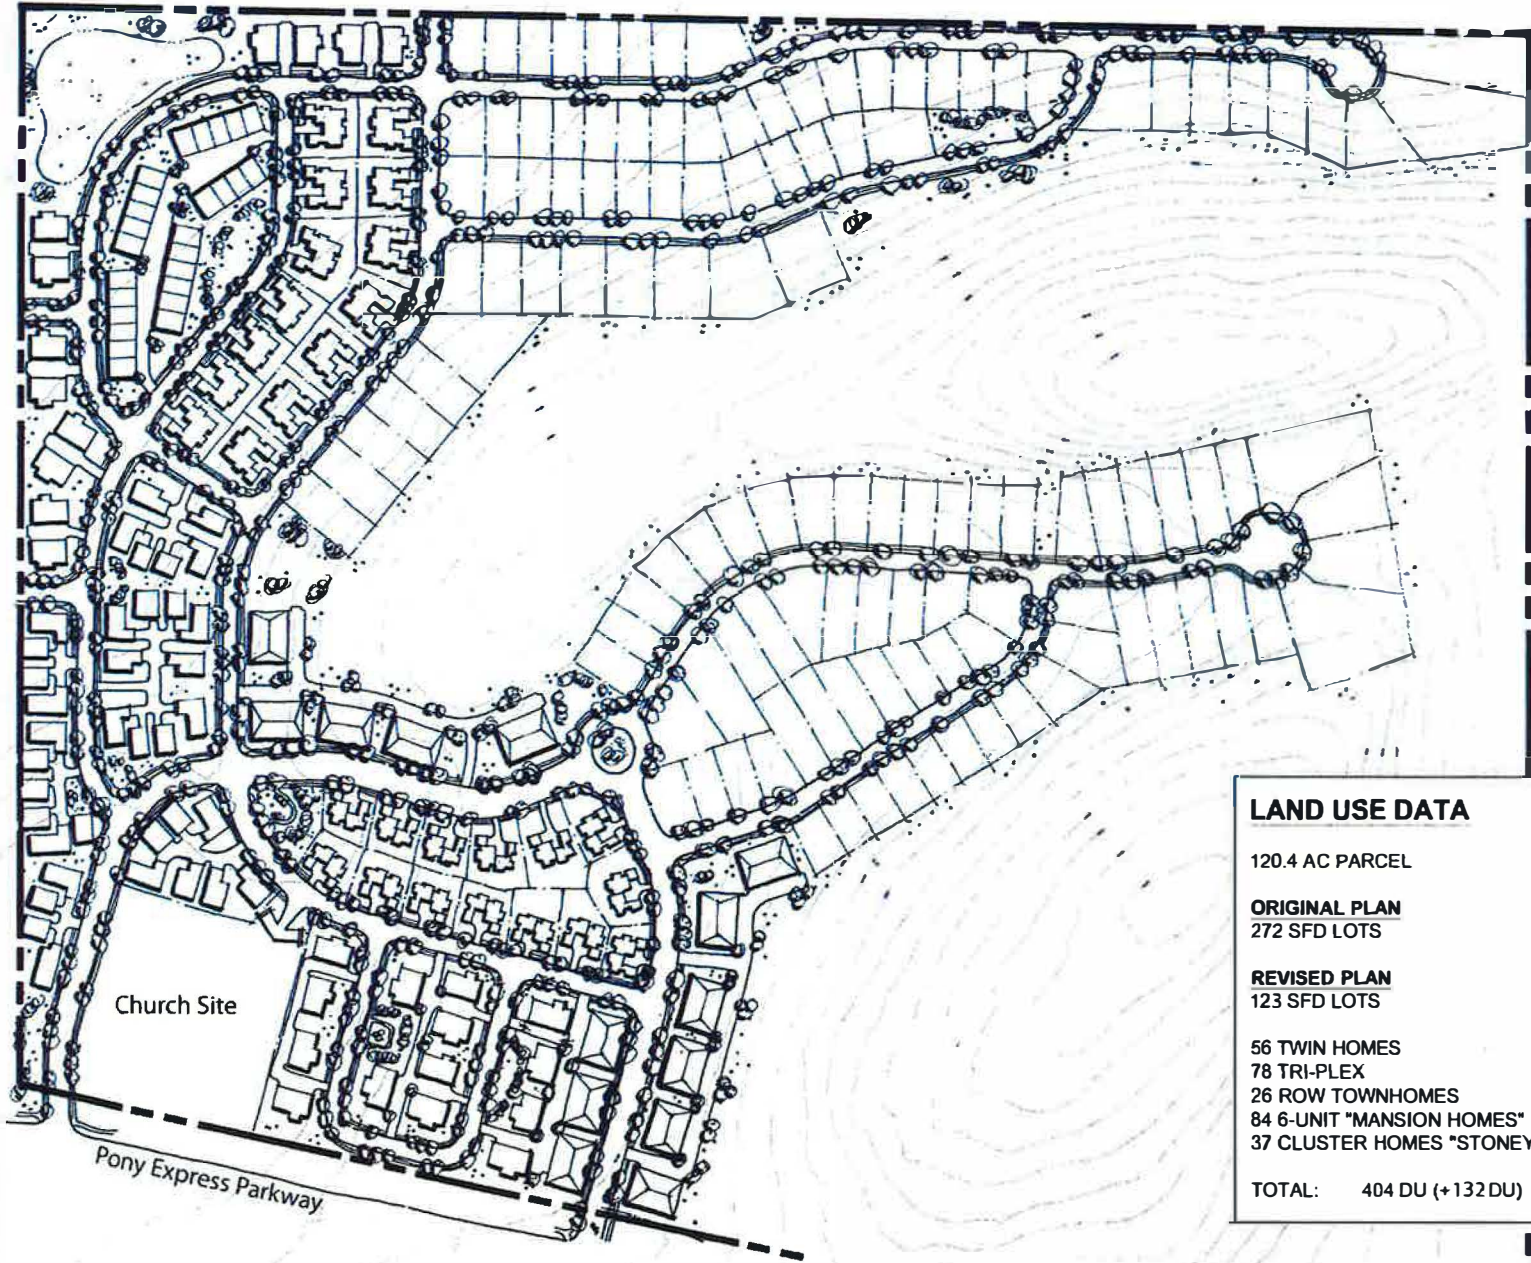 LAND USE DATA
120.4 AC PARCEL
ORIGINAL PLAN
272 SFD LOTS
REVISED PLAN
123 SFD LOTS
56 TWIN HOMES
78 TRI-PLEX
26 ROW TOWNHOMES
84 6-UNIT "MANSION HOMES"
37 CLUSTER HOMES "STONEY
TOTAL: 404 DU (+132 DU)
Church Site
Pony Express Parkway